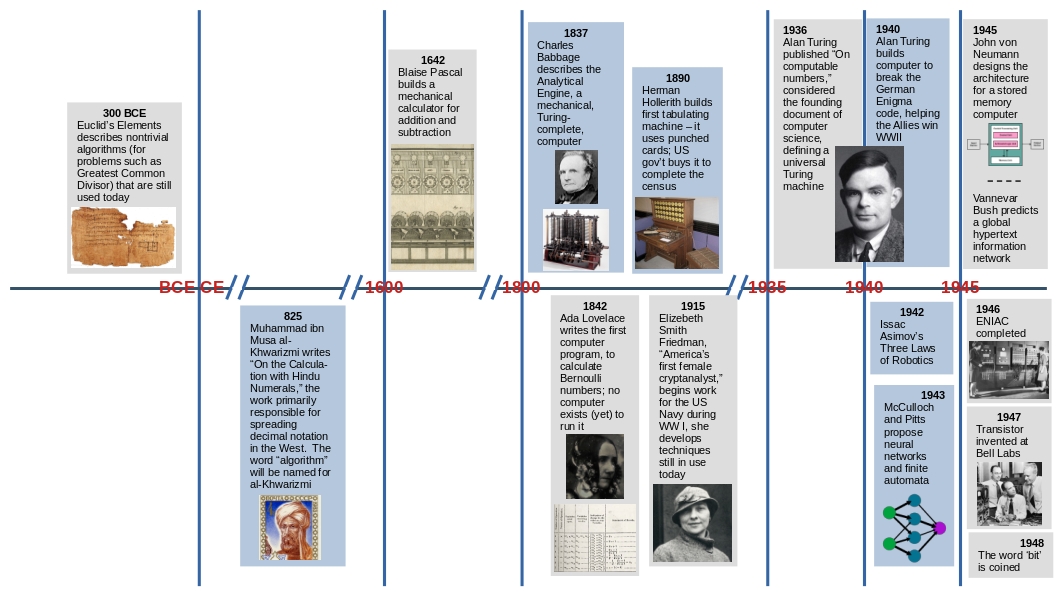 300 BCE
Euclid's Elements
describes nontrivial
algorithms (for
problems such as
Greatest Common
Divisor) that are still
used today
1642
Blaise Pascal
builds a
mechanical
calculator for
addition and
subtraction
1837
Charles
Babbage
describes the
Analytical
Engine, a
mechanical,
Turing-
complete,
computer
1890
Herman
Hollerith builds
first tabulating
machine – it
uses punched
cards; US
gov't buys it to
complete the
census
1936
Alan Turing
published “On
computable
numbers,”
considered
the founding
document of
computer
science,
defining a
universal
Turing
machine
1940
Alan Turing
builds
computer to
break the
German
Enigma
code, helping
the Allies win
WWII
1945
John von
Neumann
designs the
architecture
for a stored
memory
computer
Vannevar
Bush predicts
a global
hypertext
information
network
BCE CE
1600
1800
1935
1940
1945
825
Muhammad ibn
Musa al-
Khwarizmi writes
“On the Calcula-
tion with Hindu
Numerals,” the
work primarily
responsible for
spreading
decimal notation
in the West. The
word “algorithm”
will be named for
al-Khwarizmi
1842
Ada Lovelace
writes the first
computer
program, to
calculate
Bernoulli
numbers; no
computer
exists (yet) to
run it
1915
Elizebeth
Smith
Friedman,
“America's
first female
cryptanalyst,”
begins work
for the US
Navy during
WW I, she
develops
techniques
still in use
today
1942
Issac
Asimov's
Three Laws
of Robotics
1943
McCulloch
and Pitts
propose
neural
networks
and finite
automata
1946
ENIAC
completed
1947
Transistor
invented at
Bell Labs
1948
The word 'bit'
is coined